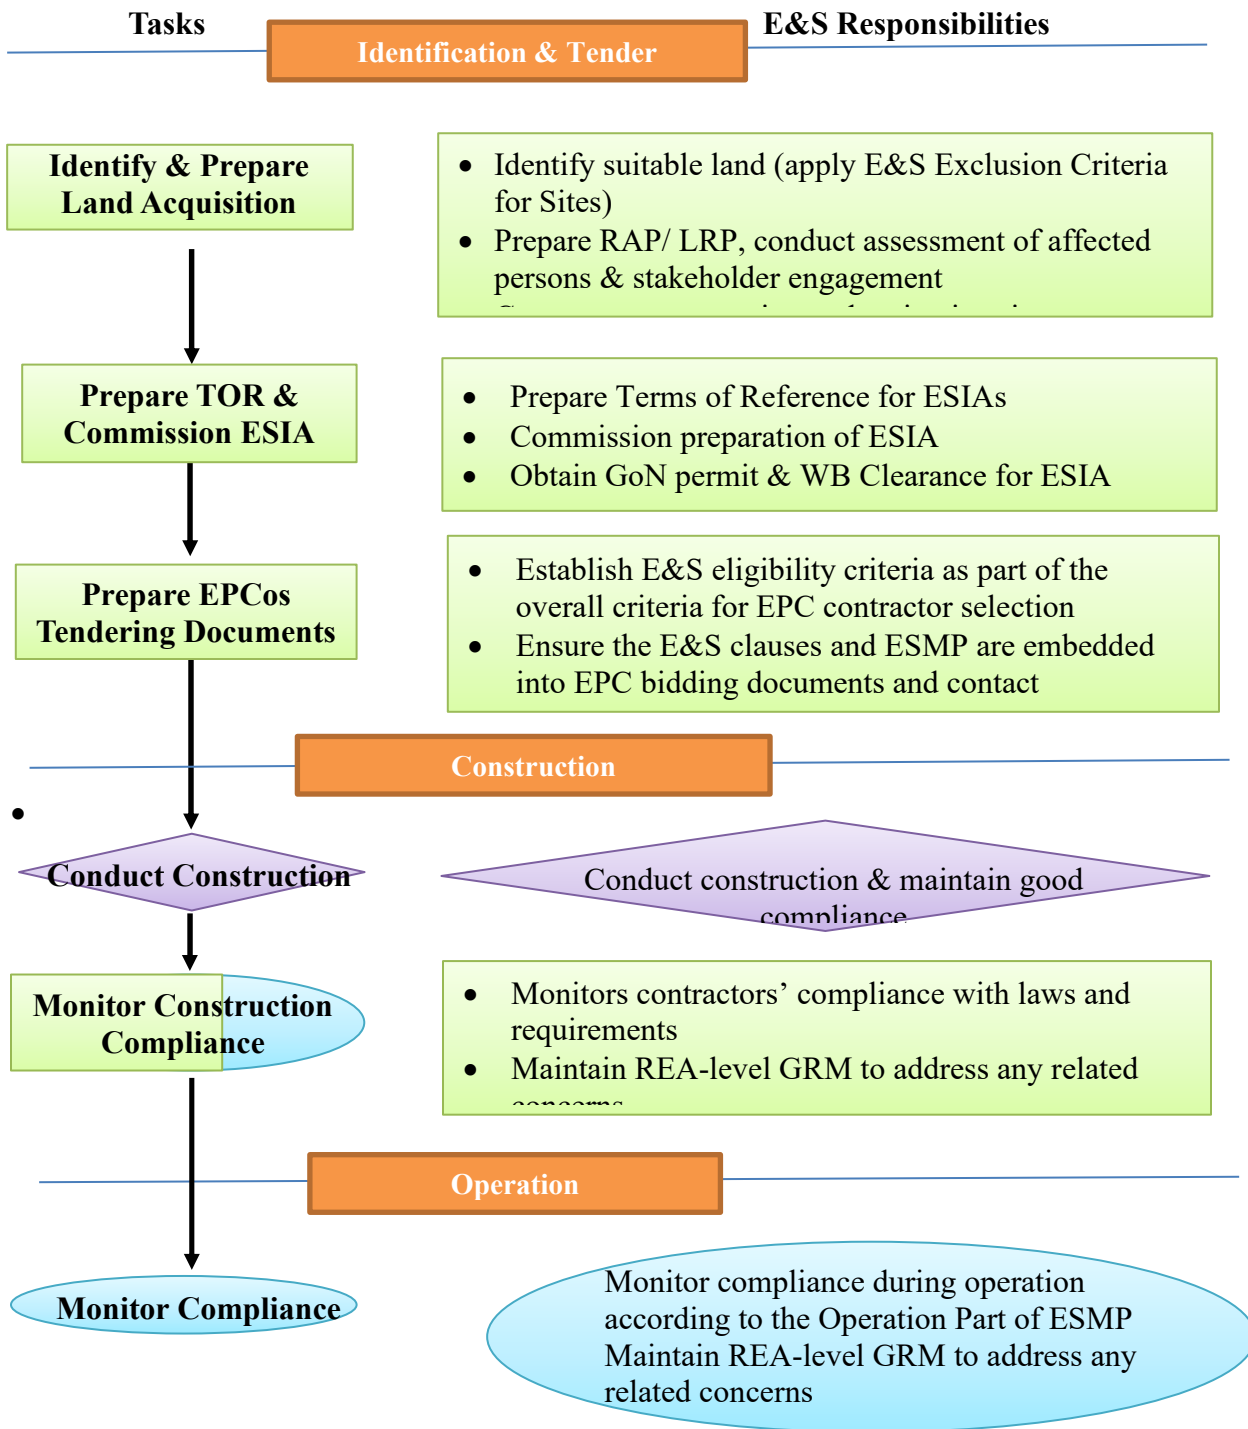 Tasks
E&S Responsibilities
Identification & Tender
Identify & Prepare
Land Acquisition
• Identify suitable land (apply E&S Exclusion Criteria
for Sites)
• Prepare RAP/ LRP, conduct assessment of affected
persons & stakeholder engagement
Prepare TOR &
Commission ESIA
• Prepare Terms of Reference for ESIAs
• Commission preparation of ESIA
• Obtain GoN permit & WB Clearance for ESIA
Prepare EPCos
Tendering Documents
• Establish E&S eligibility criteria as part of the
overall criteria for EPC contractor selection
• Ensure the E&S clauses and ESMP are embedded
into EPC bidding documents and contact
Construction
•
Conduct Construction
Conduct construction & maintain good
compliance
Monitor Construction
Compliance
• Monitors contractors’ compliance with laws and
requirements
• Maintain REA-level GRM to address any related
concerns
Operation
Monitor Compliance
Monitor compliance during operation
according to the Operation Part of ESMP
Maintain REA-level GRM to address any
related concerns